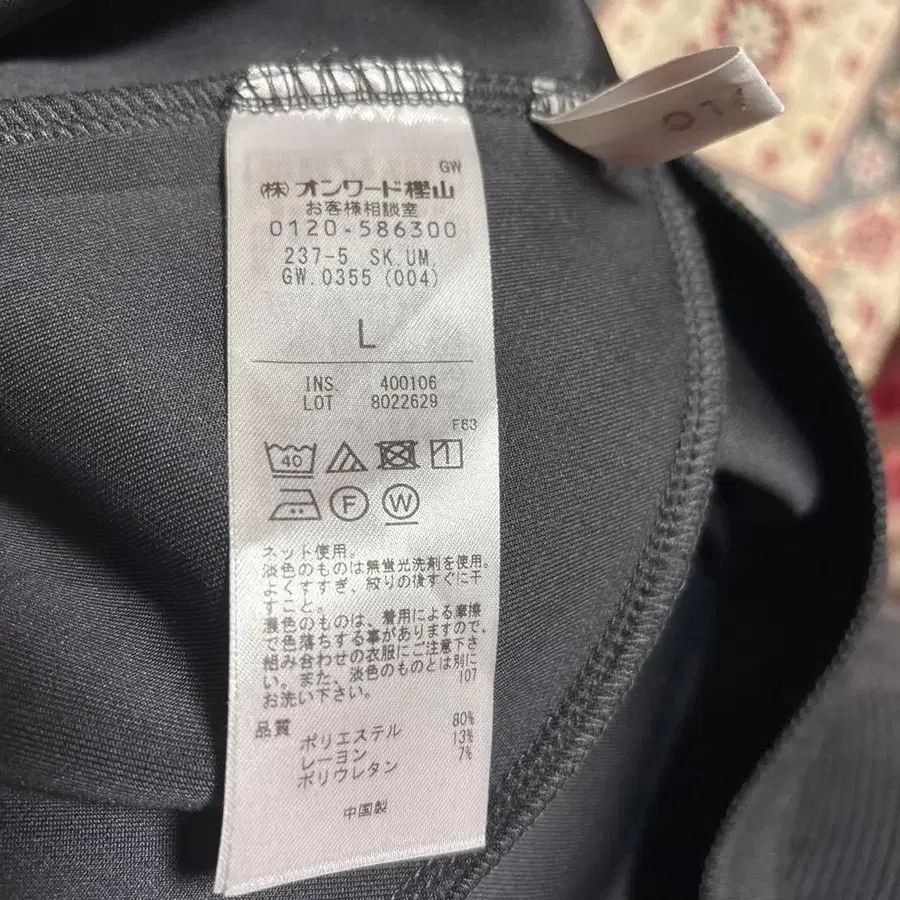 GW
㈱オンワード樫山
お客様相談室
0120-586300
237-5 SK.UM.
GW.0355 (004)
L
INS. 400106
LOT 8022629
F63
40
F
W
ネット使用。
淡色のものは無蛍光洗剤を使用。
よくすすぎ、絞りの後すぐに干
すこと。
濃色のものは、着用による摩擦
で色落ちする事がありますので、
組み合わせの衣服にご注意下さ
い。また、淡色のものとは別に
お洗い下さい。 107
品質
ポリエステル 80%
レーヨン 13%
ポリウレタン 7%
中国製